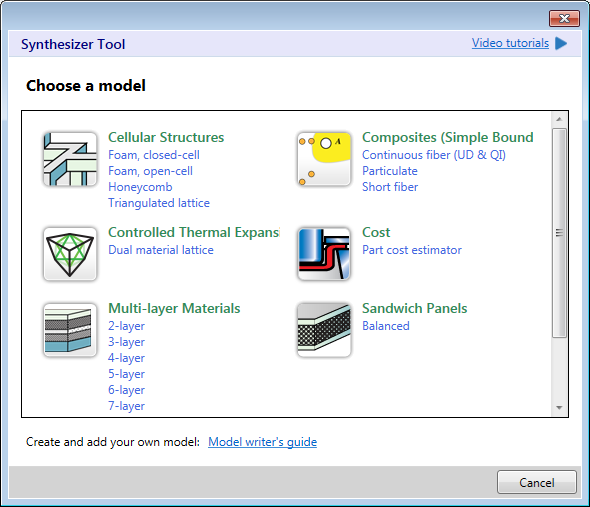 Synthesizer Tool
Video tutorials
Choose a model
Cellular Structures
Foam, closed-cell
Foam, open-cell
Honeycomb
Triangulated lattice
Composites (Simple Bound
Continuous fiber (UD & QI)
Particulate
Short fiber
A
Controlled Thermal Expans
Dual material lattice
Cost
Part cost estimator
Multi-layer Materials
2-layer
3-layer
4-layer
5-layer
6-layer
7-layer
Sandwich Panels
Balanced
Create and add your own model: Model writer's guide
Cancel